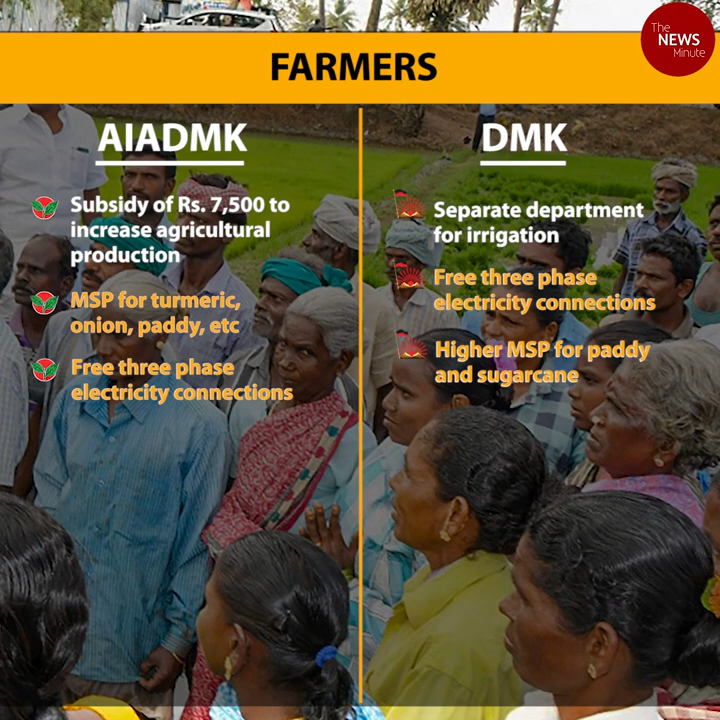 The
NEWS
Minute
FARMERS
AIADMK
Subsidy of Rs. 7,500 to
increase agricultural
production
MSP for turmeric,
onion, paddy, etc
Free three phase
electricity connections
DMK
Separate department
for irrigation
Free three phase
electricity connections
Higher MSP for paddy
and sugarcane